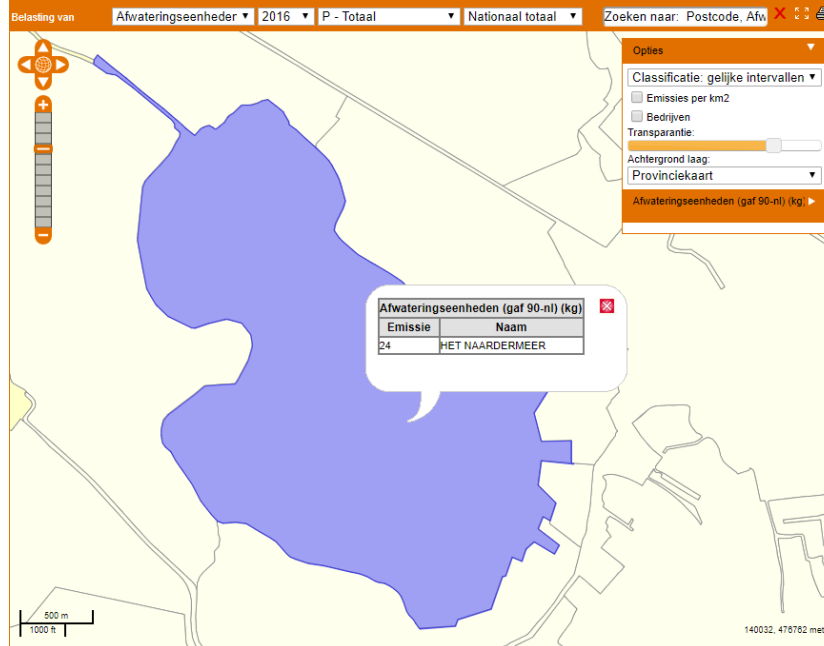 Belasting van Afwateringseenheder 2016 P - Totaal Nationaal totaal Zoeken naar: Postcode, Afw X
Opties
Classificatie: gelijke intervallen
Emissies per km2
Bedrijven
Transparantie:
Achtergrond laag:
Provinciekaart
Afwateringseenheden (gaf 90-nl) (kg)
Afwateringseenheden (gaf 90-nl) (kg)
Emissie Naam
24 HET NAARDERMEER
500 m
1000 ft
140032, 476762 met